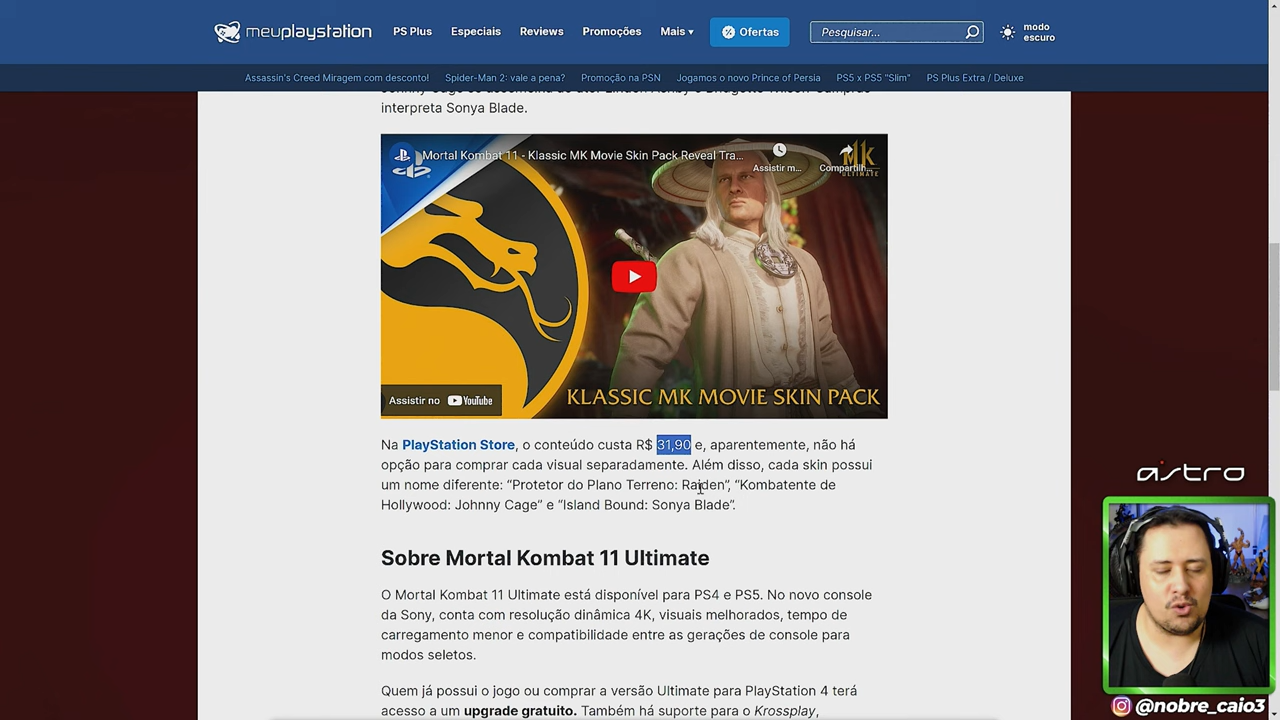 meuplaystation
PS Plus
Especiais
Reviews
Promoções
Mais
Ofertas
Pesquisar...
modo
escuro
Assassin's Creed Miragem com desconto!
Spider-Man 2: vale a pena?
Promoção na PSN
Jogamos o novo Prince of Persia
PS5 x PS5 "Slim"
PS Plus Extra / Deluxe
interpreta Sonya Blade.
Mortal Kombat 11 - Klassic MK Movie Skin Pack Reveal Tra...
Assistir m...
Compartilh...
MK
ULTIMATE
Assistir no YouTube
KLASSIC MK MOVIE SKIN PACK
Na PlayStation Store, o conteúdo custa R$ 31,90 e, aparentemente, não há
opção para comprar cada visual separadamente. Além disso, cada skin possui
um nome diferente: “Protetor do Plano Terreno: Raiden”, “Kombatente de
Hollywood: Johnny Cage” e “Island Bound: Sonya Blade”.
Sobre Mortal Kombat 11 Ultimate
O Mortal Kombat 11 Ultimate está disponível para PS4 e PS5. No novo console
da Sony, conta com resolução dinâmica 4K, visuais melhorados, tempo de
carregamento menor e compatibilidade entre as gerações de console para
modos seletos.
Quem já possui o jogo ou comprar a versão Ultimate para PlayStation 4 terá
acesso a um upgrade gratuito. Também há suporte para o Krossplay,
astro
@nobre_caio3